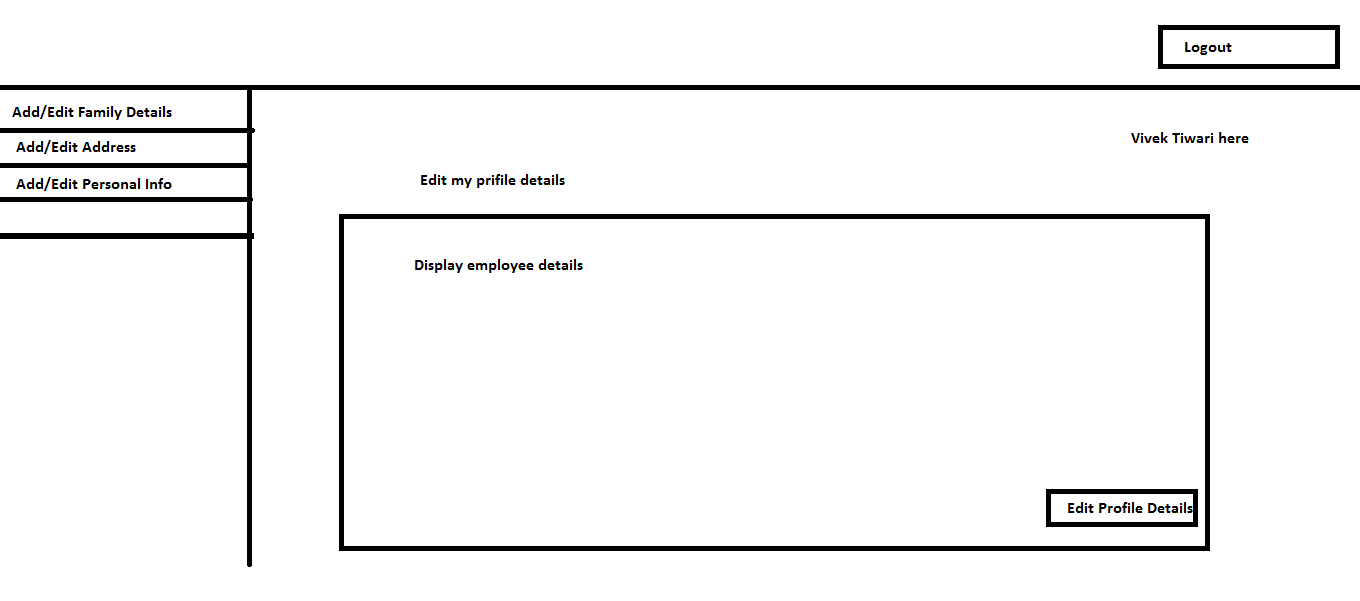 Logout
Add/Edit Family Details
Vivek Tiwari here
Add/Edit Address
Edit my prifile details
Add/Edit Personal Info
Display employee details
Edit Profile Details